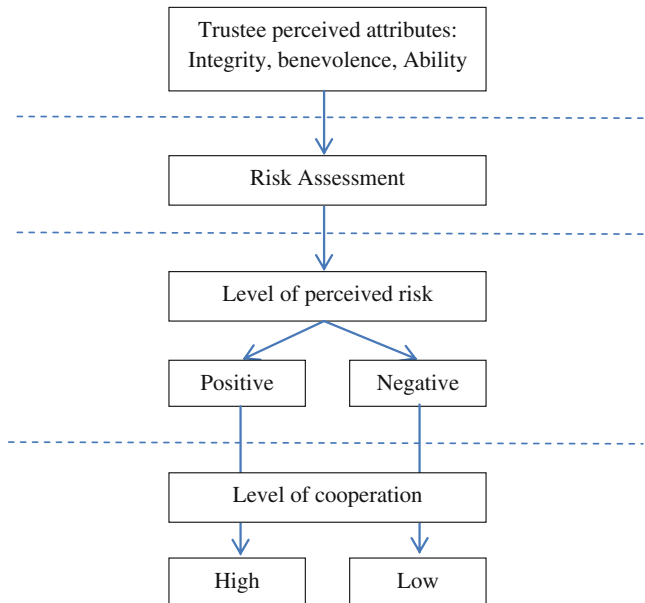 Trustee perceived attributes:
Integrity, benevolence, Ability
Risk Assessment
Level of perceived risk
Positive
Negative
Level of cooperation
High
Low